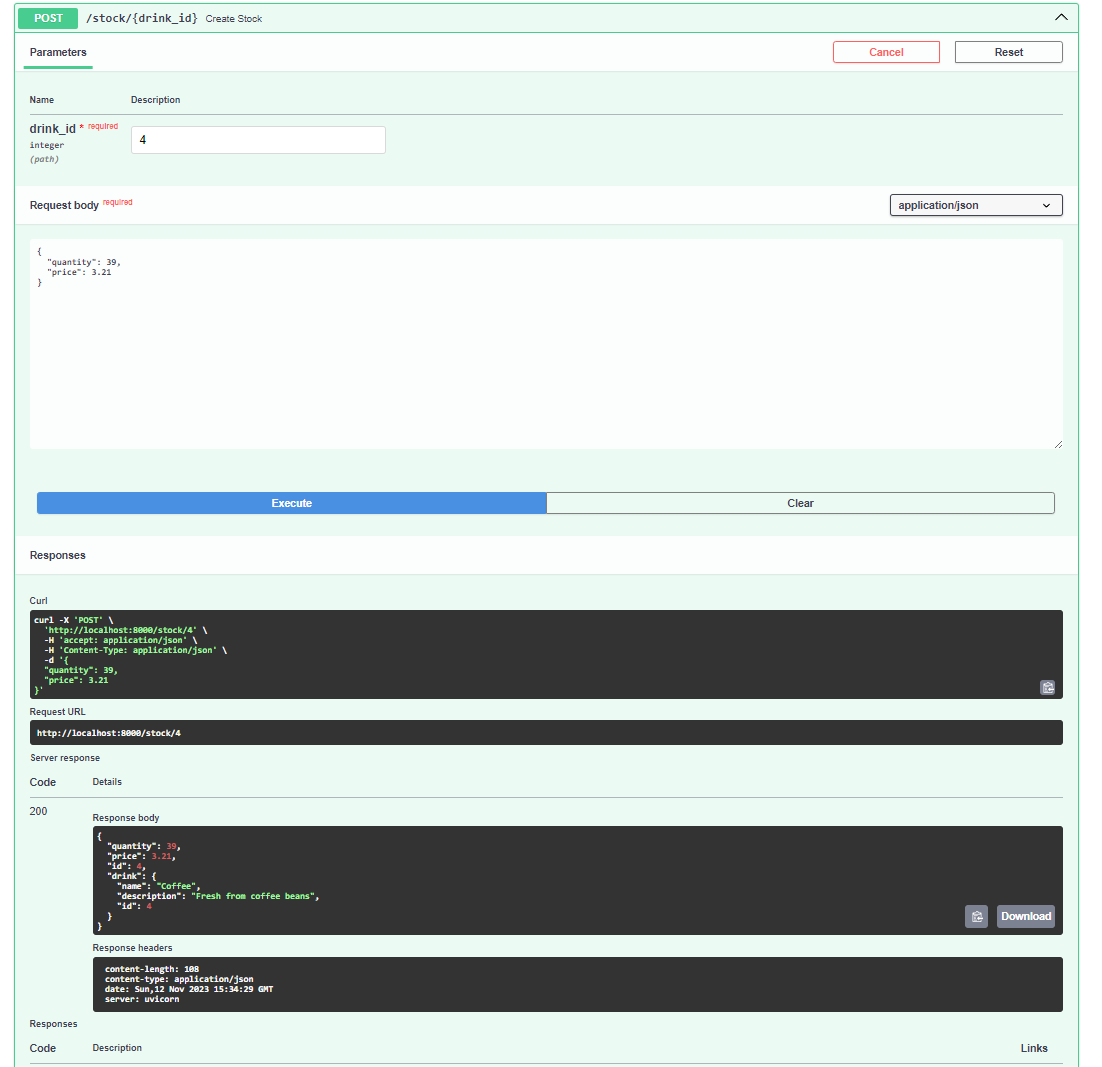 POST /stock/{drink_id} Create Stock
Parameters Cancel Reset
Name Description
drink_id * required
integer
(path)
4
Request body required application/json
{
  "quantity": 39,
  "price": 3.21
}
Execute Clear
Responses
Curl
curl -X 'POST' \
  'http://localhost:8000/stock/4' \
  -H 'accept: application/json' \
  -H 'Content-Type: application/json' \
  -d '{
  "quantity": 39,
  "price": 3.21
}'
Request URL
http://localhost:8000/stock/4
Server response
Code Details
200
Response body
{
  "quantity": 39,
  "price": 3.21,
  "id": 4,
  "drink": {
    "name": "Coffee",
    "description": "Fresh from coffee beans",
    "id": 4
  }
}
Download
Response headers
content-length: 108
content-type: application/json
date: Sun,12 Nov 2023 15:34:29 GMT
server: uvicorn
Responses
Code Description Links